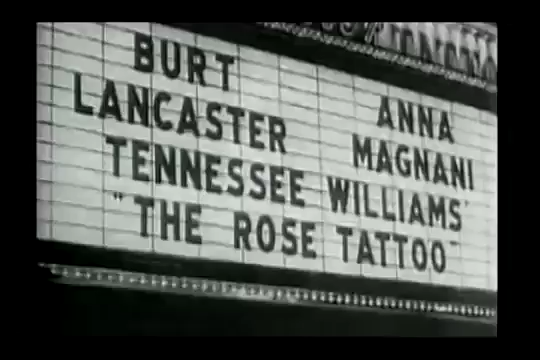 BURT ANNA
LANCASTER MAGNANI
TENNESSEE WILLIAMS'
"THE ROSE TATTOO"